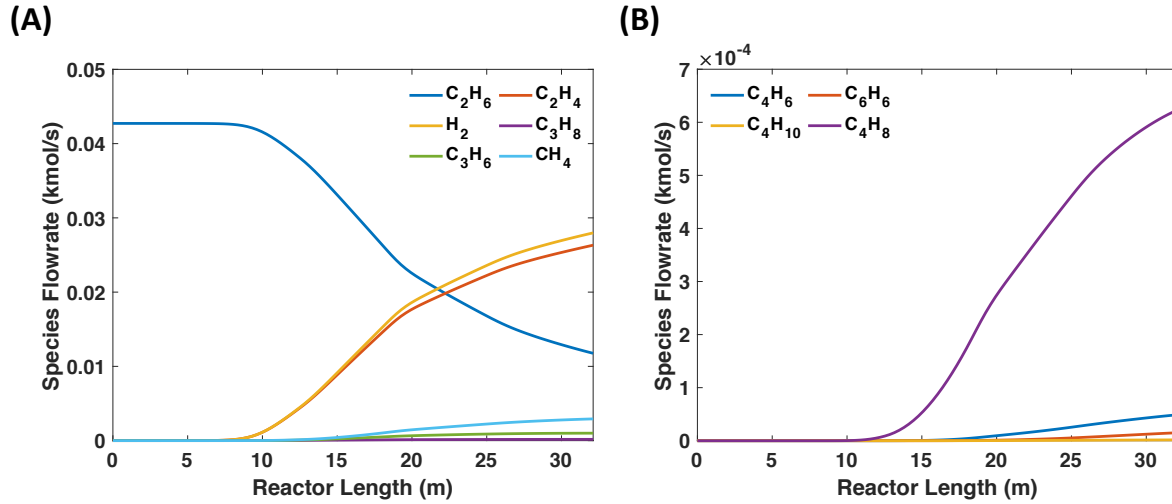 (A)
0.05
0.04
0.03
0.02
0.01
0
Species Flowrate (kmol/s)
C₂H₆ C₂H₄
H₂ C₃H₈
C₃H₆ CH₄
0 5 10 15 20 25 30
Reactor Length (m)
(B)
×10⁻⁴
7
6
5
4
3
2
1
0
Species Flowrate (kmol/s)
C₄H₆ C₆H₆
C₄H₁₀ C₄H₈
0 5 10 15 20 25 30
Reactor Length (m)